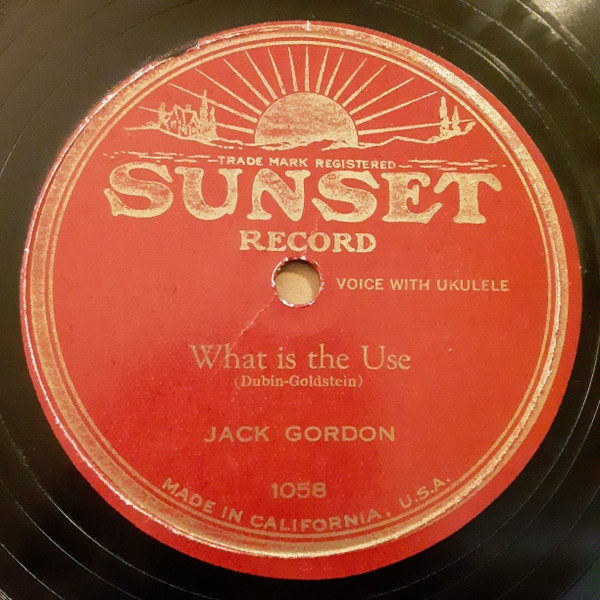 TRADE MARK REGISTERED
SUNSET
RECORD
VOICE WITH UKULELE
What is the Use
(Dubin-Goldstein)
JACK GORDON
1058
MADE IN CALIFORNIA, U.S.A.